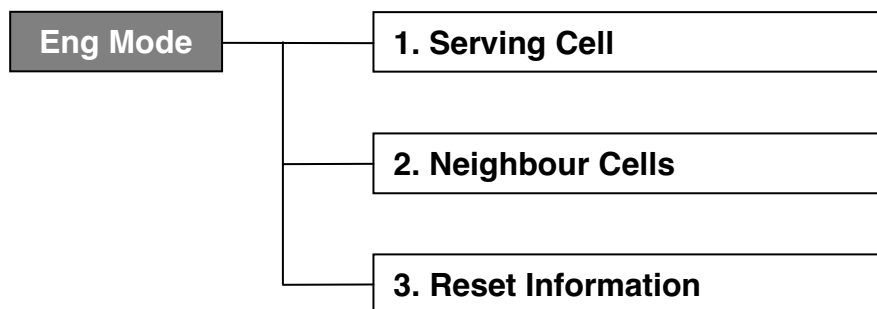 Eng Mode
1. Serving Cell
2. Neighbour Cells
3. Reset Information